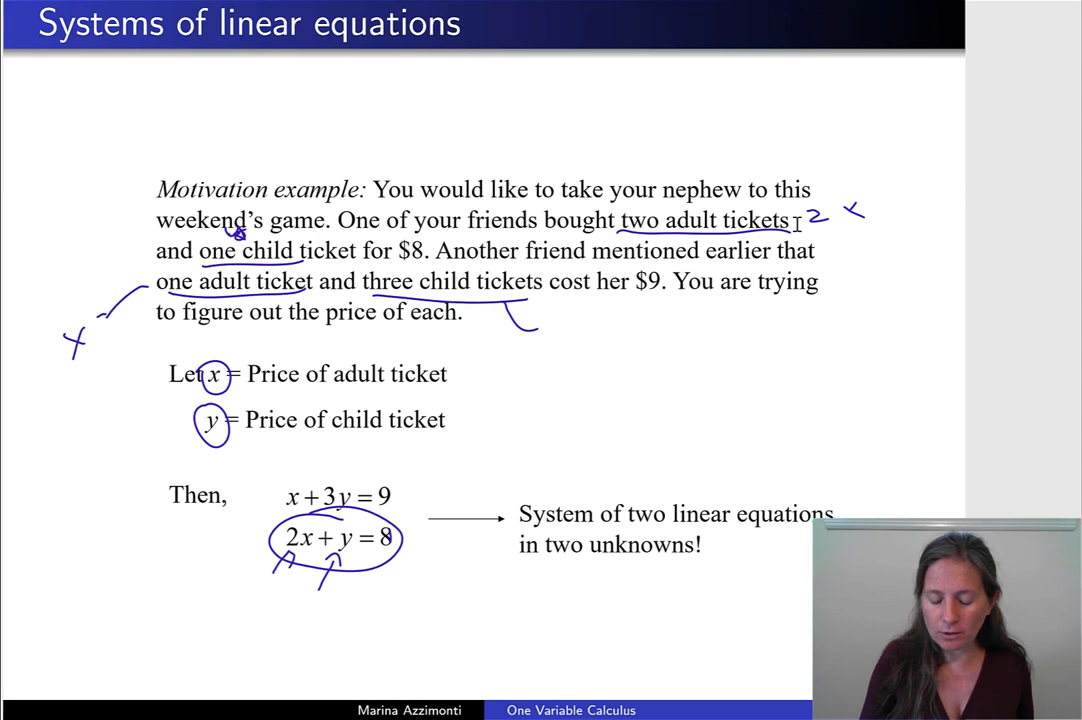 Systems of linear equations
Motivation example: You would like to take your nephew to this
weekend's game. One of your friends bought two adult tickets 2 x
and one child ticket for $8. Another friend mentioned earlier that
one adult ticket and three child tickets cost her $9. You are trying
to figure out the price of each.
x
Let x = Price of adult ticket
y = Price of child ticket
Then,
x + 3y = 9
2x + y = 8
System of two linear equations
in two unknowns!
Marina Azzimonti
One Variable Calculus